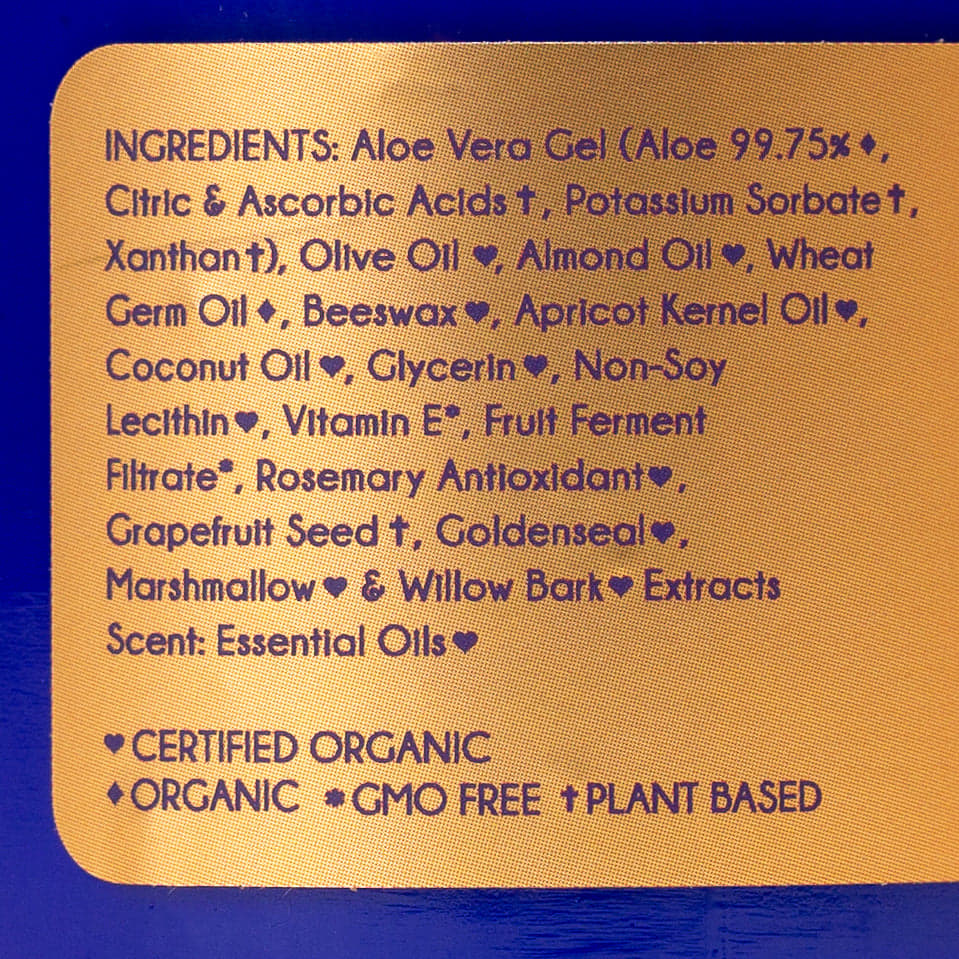 INGREDIENTS: Aloe Vera Gel (Aloe 99.75%♦,
Citric & Ascorbic Acids✝, Potassium Sorbate✝,
Xanthan✝), Olive Oil ♥, Almond Oil♥, Wheat
Germ Oil♦, Beeswax♥, Apricot Kernel Oil♥,
Coconut Oil♥, Glycerin♥, Non-Soy
Lecithin♥, Vitamin E*, Fruit Ferment
Filtrate*, Rosemary Antioxidant♥,
Grapefruit Seed✝, Goldenseal♥,
Marshmallow♥ & Willow Bark♥ Extracts
Scent: Essential Oils♥
♥CERTIFIED ORGANIC
♦ORGANIC *GMO FREE ✝PLANT BASED